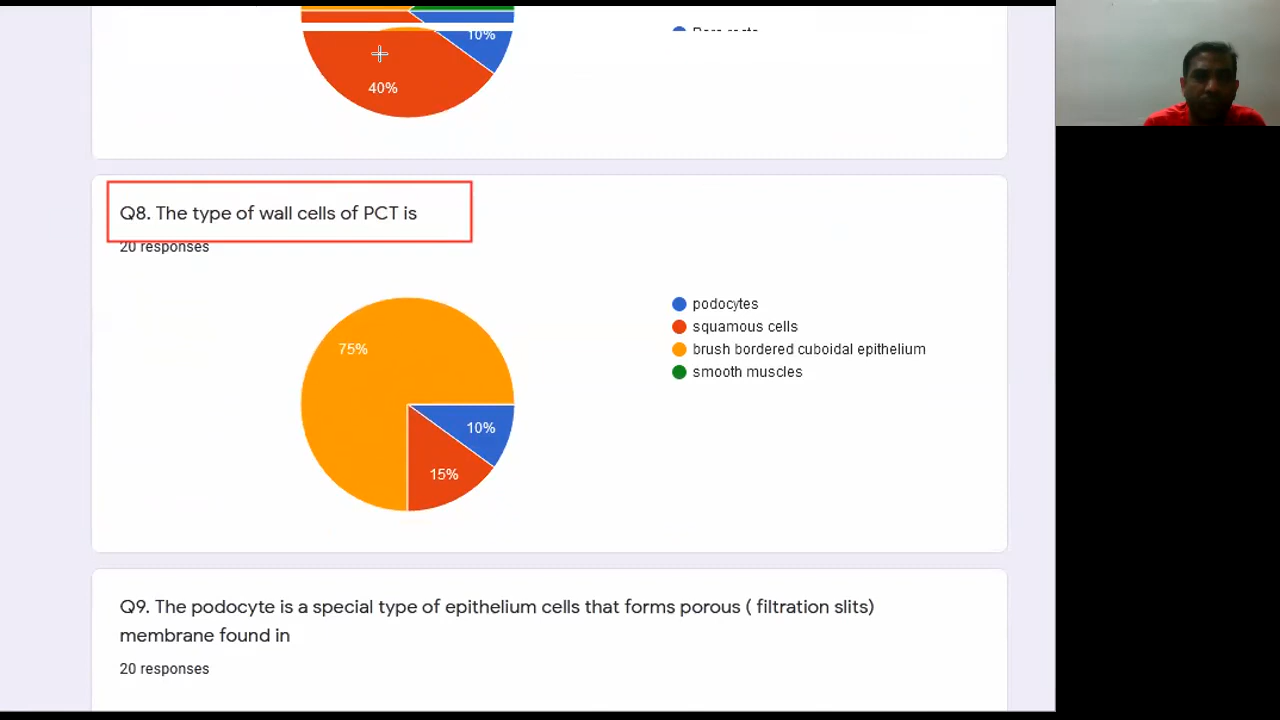 10%
40%
Q8. The type of wall cells of PCT is
20 responses
podocytes
squamous cells
brush bordered cuboidal epithelium
smooth muscles
75%
10%
15%
Q9. The podocyte is a special type of epithelium cells that forms porous ( filtration slits)
membrane found in
20 responses